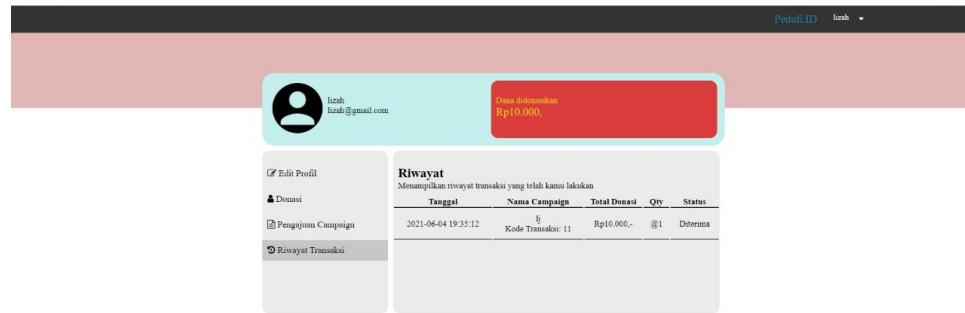 Peduli.ID lizah
lizah
lizah@gmail.com
Dana didonasikan
Rp10.000,
Edit Profil
Donasi
Pengajuan Campaign
Riwayat Transaksi
Riwayat
Menampilkan riwayat transaksi yang telah kamu lakukan
Tanggal Nama Campaign Total Donasi Qty Status
2021-06-04 19:35:12 Ij Rp10.000,- @1 Diterima
Kode Transaksi: 11